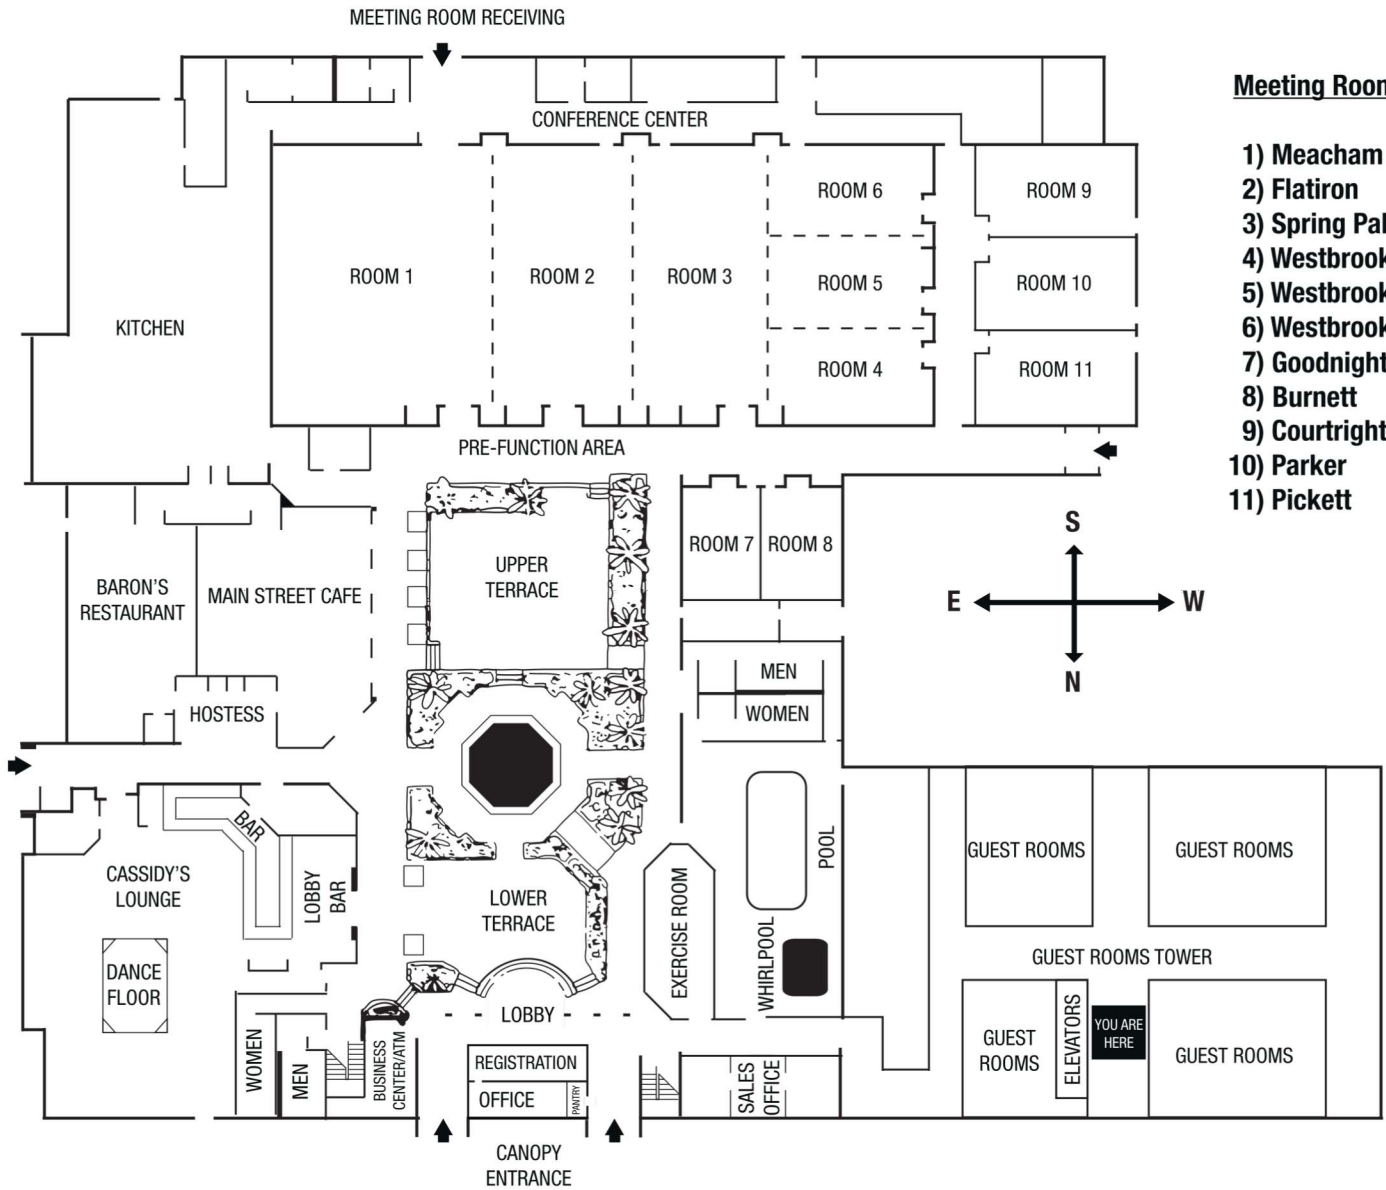 MEETING ROOM RECEIVING
CONFERENCE CENTER
ROOM 1
ROOM 2
ROOM 3
ROOM 6
ROOM 5
ROOM 4
ROOM 9
ROOM 10
ROOM 11
KITCHEN
PRE-FUNCTION AREA
1) Meacham
2) Flatiron
3) Spring
4) Westbrook
5) Westbrook
6) Westbrook
7) Goodnight
8) Burnett
9) Courtright
10) Parker
11) Pickett
Meeting
S
E
W
N
BARON'S
RESTAURANT
MAIN STREET CAFE
UPPER
TERRACE
ROOM 7
ROOM 8
HOSTESS
MEN
WOMEN
BAR
CASSIDY'S
LOUNGE
LOBBY
BAR
DANCE
FLOOR
LOWER
TERRACE
EXERCISE ROOM
POOL
WHIRLPOOL
LOBBY
WOMEN
MEN
BUSINESS
CENTER/ATM
REGISTRATION
OFFICE
PANTRY
SALES
OFFICE
CANOPY
ENTRANCE
GUEST ROOMS
GUEST ROOMS
GUEST ROOMS TOWER
GUEST
ROOMS
ELEVATORS
YOU ARE
HERE
GUEST ROOMS